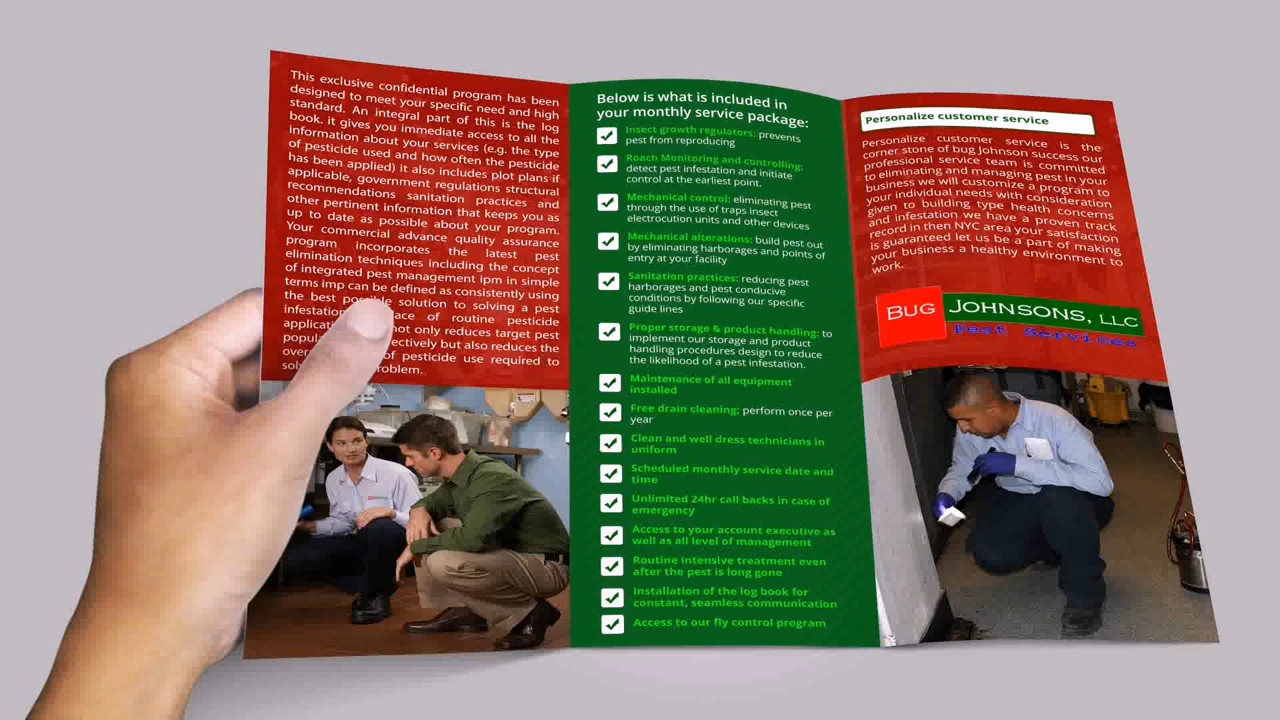 This exclusive confidential program has been
designed to meet your specific need and high
standard. An integral part of this is the log
book. it gives you immediate access to all the
information about your services (e.g. the type
of pesticide used and how often the pesticide
has been applied) it also includes plot plans if
applicable, government regulations structural
recommendations sanitation practices and
other pertinent information that keeps you as
up to date as possible about your program.
Your commercial advance quality assurance
program incorporates the latest pest
elimination techniques including the concept
of integrated pest management ipm in simple
terms imp can be defined as consistently using
the best possible solution to solving a pest
of routine pesticide
not only reduces target pest
but also reduces the
of pesticide use required to
Below is what is included in
your monthly service package:
Insect growth regulators: prevents
pest from reproducing
Roach Monitoring and controlling:
detect pest infestation and initiate
control at the earliest point.
Mechanical control: eliminating pest
through the use of traps insect
electrocution units and other devices
Mechanical alterations: build pest out
by eliminating harborages and points of
entry at your facility
Sanitation practices: reducing pest
harborages and pest conducive
conditions by following our specific
guide lines
Proper storage & product handling: to
implement our storage and product
handling procedures design to reduce
the likelihood of a pest infestation.
Maintenance of all equipment
installed
Free drain cleaning; perform once per
year
Clean and well dress technicians in
uniform
Scheduled monthly service date and
time
Unlimited 24hr call backs in case of
emergency
Access to your account executive as
well as all level of management
Routine intensive treatment even
after the pest is long gone
Installation of the log book for
constant, seamless communication
Access to our fly control program
Personalize customer service
Personalize customer service is the
corner stone of bug Johnson success our
professional service team is committed
to eliminating and managing pest in your
business we will customize a program to
your individual needs with consideration
given to building type health concerns
and infestation we have a proven track
record in then NYC area your satisfaction
is guaranteed let us be a part of making
your business a healthy environment to
work.
BUG JOHNSONS, LLC
Pest Services